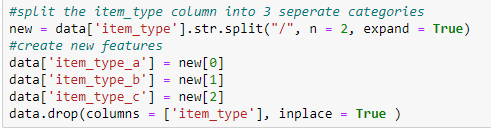 #split the item_type column into 3 seperate categories
new = data['item_type'].str.split("/", n = 2, expand = True)
#create new features
data['item_type_a'] = new[0]
data['item_type_b'] = new[1]
data['item_type_c'] = new[2]
data.drop(columns = ['item_type'], inplace = True )